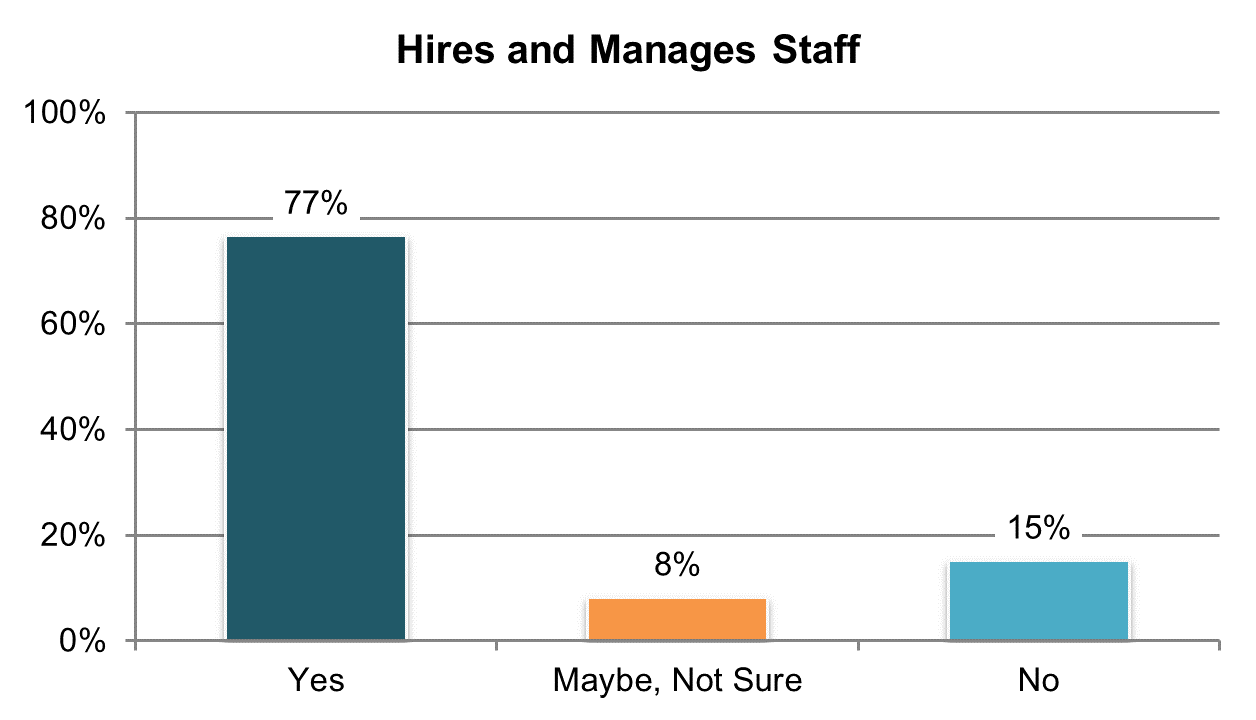 Hires and Manages Staff
100%
80%
60%
40%
20%
0%
77%
8%
15%
Yes
Maybe, Not Sure
No